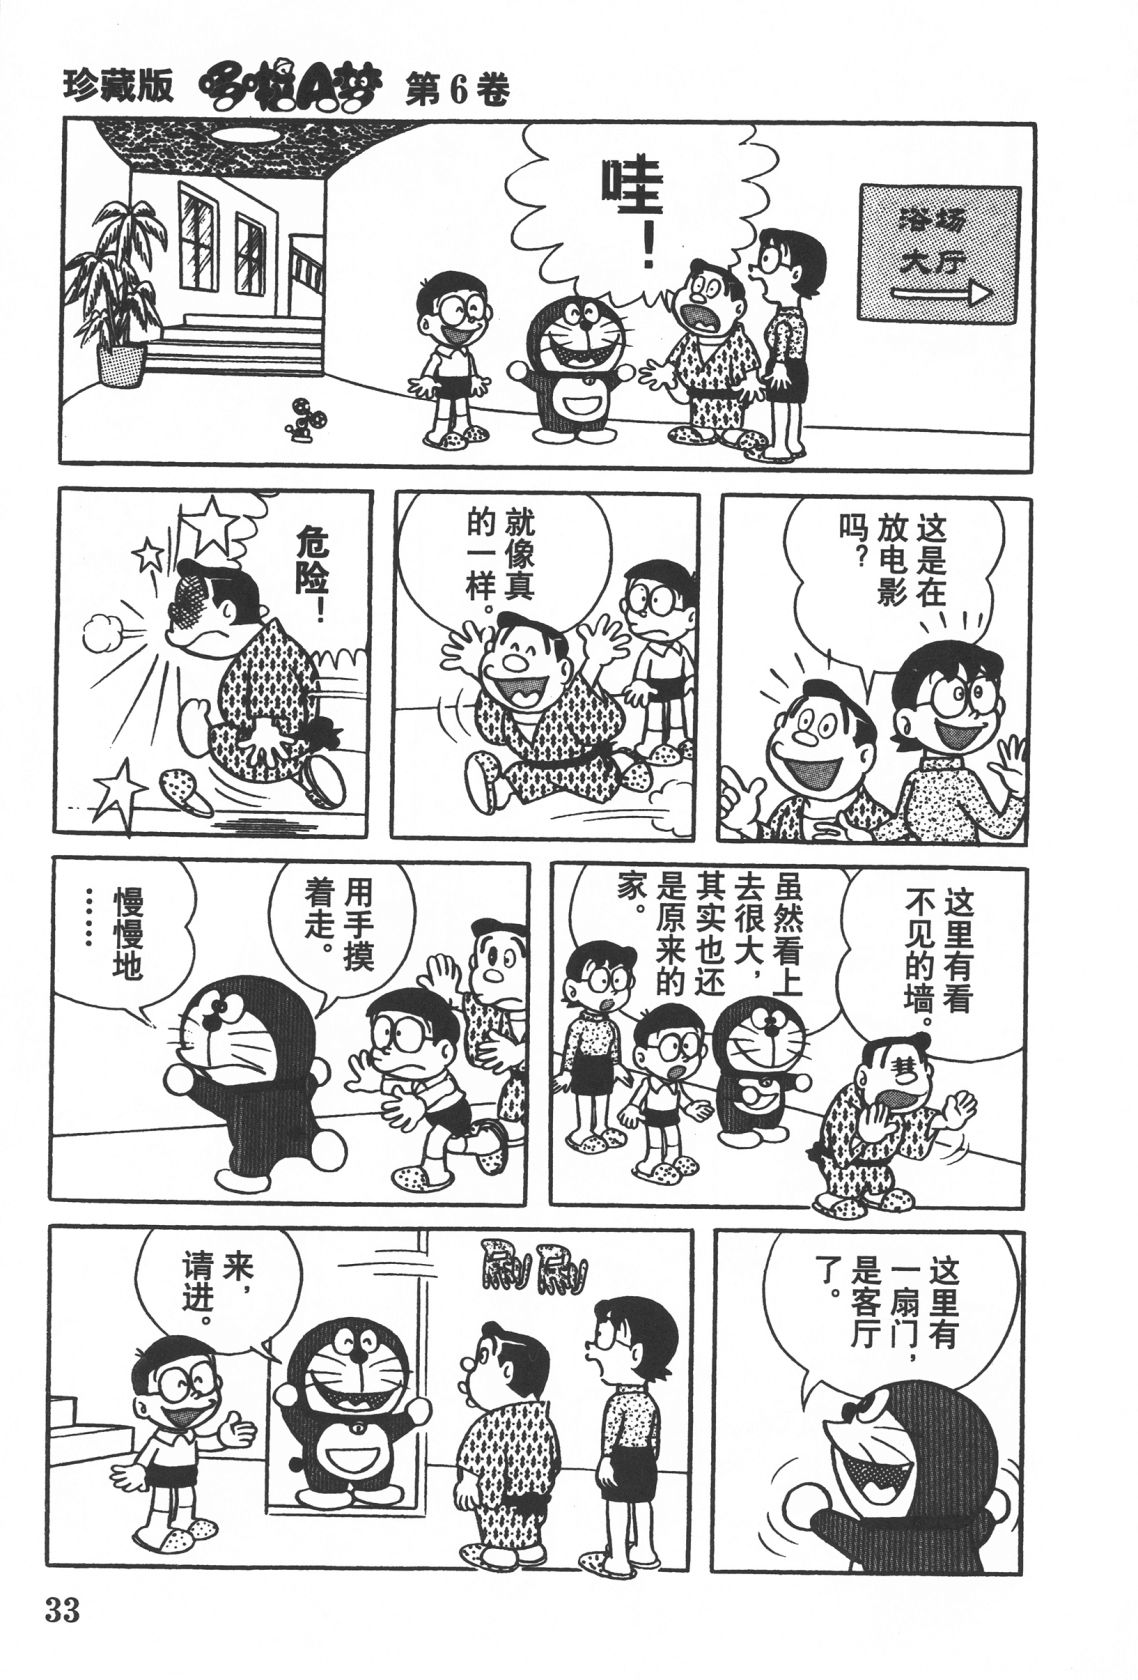 珍藏版 哆啦A梦 第6卷
哇！
浴场
大厅
这是在
放电影
吗？
就像真
的一样。
危险！
这里有看
不见的墙。
虽然看上
去很大，
其实也还
是原来的
家。
用手摸
着走。
慢慢地
……
这里有
一扇门，
是客厅
了。
刷刷
来，
请进。
33